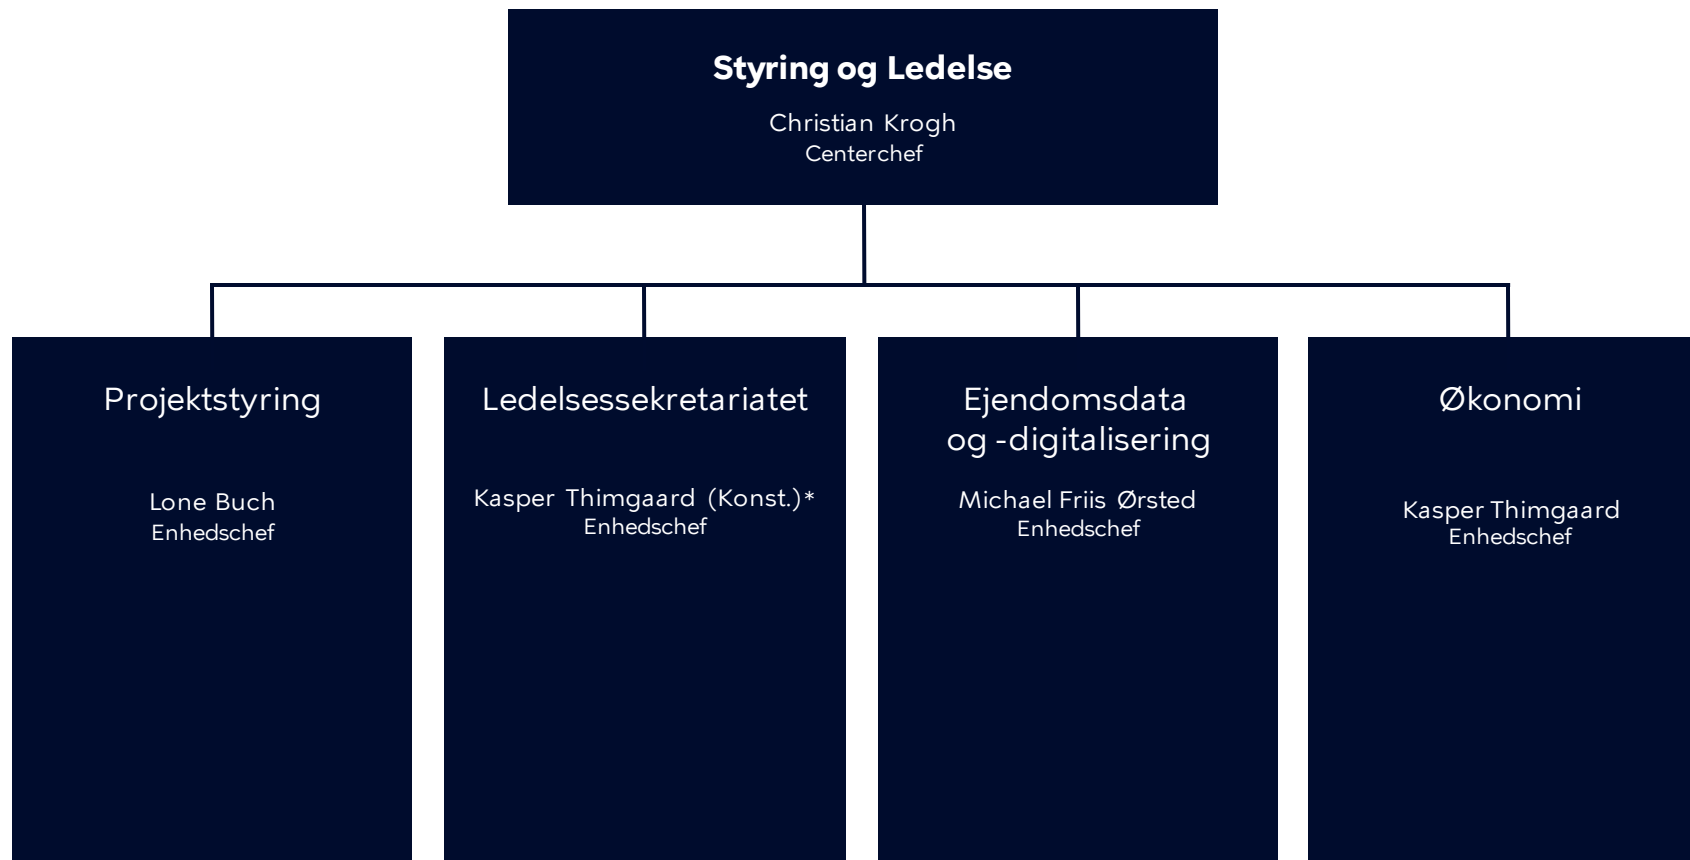 Styring og Ledelse
Christian Krogh
Centerchef
Projektstyring
Lone Buch
Enhedschef
Ledelsessekretariatet
Kasper Thimgaard (Konst.)*
Enhedschef
Ejendomsdata
og -digitalisering
Michael Friis Ørsted
Enhedschef
Økonomi
Kasper Thimgaard
Enhedschef